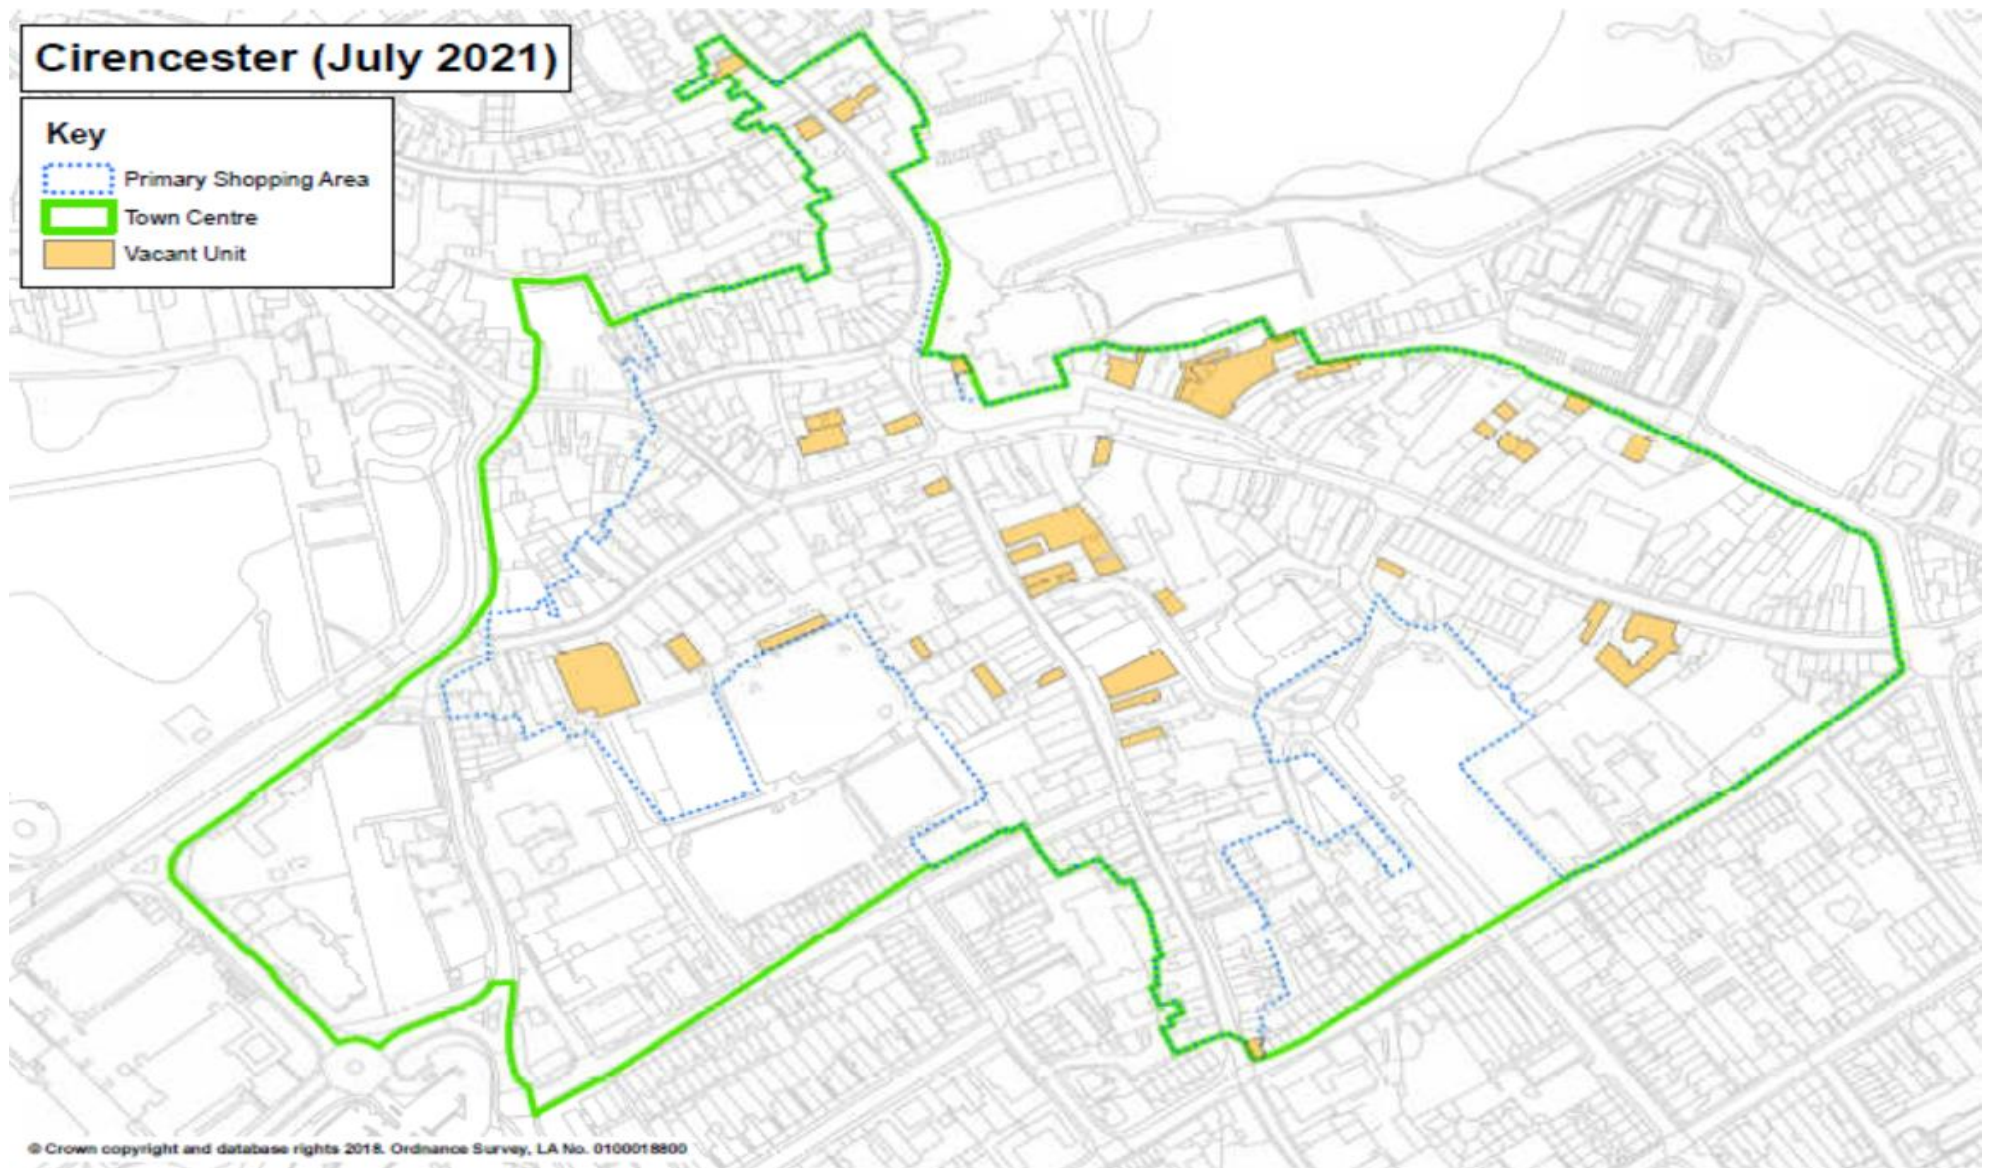 Cirencester (July 2021)
Key
Primary Shopping Area
Town Centre
Vacant Unit
© Crown copyright and database rights 2018. Ordnance Survey, LA No. 0100018800